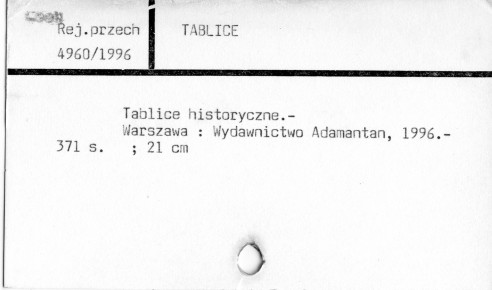 Rej.przech
TABLICE
4960/1996
Tablice historyczne.-
Warszawa : Wydawnictwo Adamantan, 1996.-
371 s. ; 21 cm